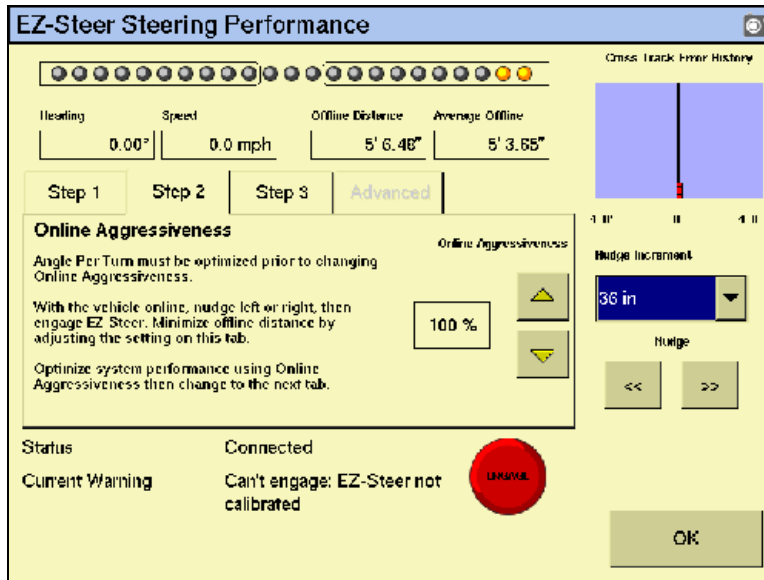 EZ-Steer Steering Performance
Cross Track Error History
Heading
Speed
Offline Distance
Average Offline
0.00°
0.0 mph
5' 6.48"
5' 3.65"
Step 1
Step 2
Step 3
Advanced
Online Aggressiveness
Online Aggressiveness
Angle Per Turn must be optimized prior to changing
Online Aggressiveness.
With the vehicle online, nudge left or right, then
engage EZ Steer. Minimize offline distance by
adjusting the setting on this tab.
Optimize system performance using Online
Aggressiveness then change to the next tab.
100 %
Nudge Increment
36 in
Nudge
<<
>>
Status
Connected
Current Warning
Can't engage: EZ-Steer not
calibrated
ENGAGE
OK